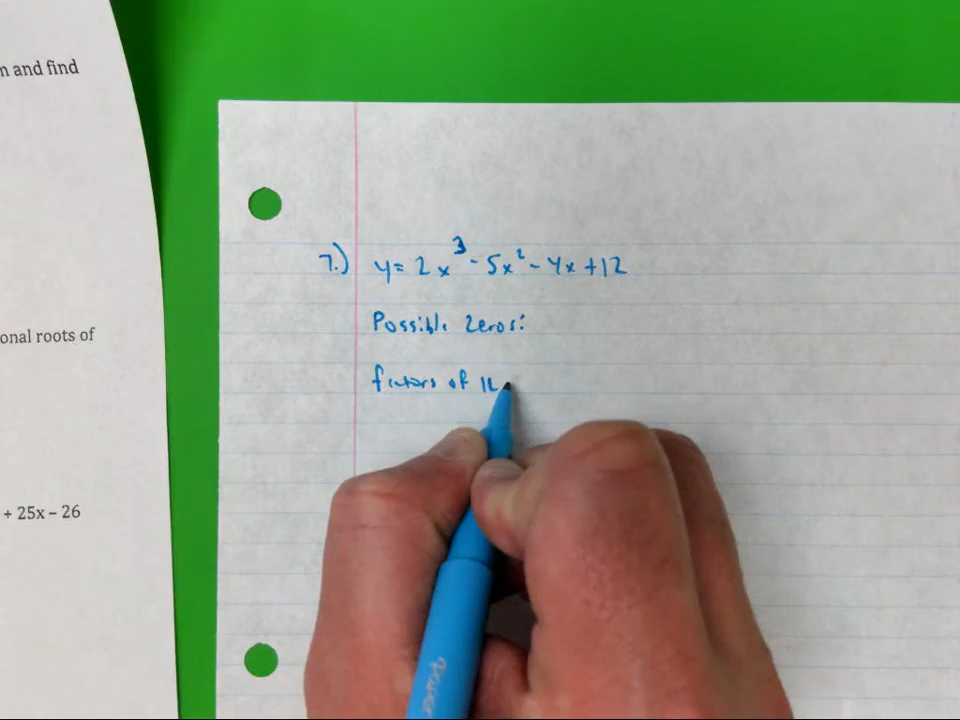 n and find
onal roots of
+ 25x – 26
7.) y = 2x³ - 5x² - 4x + 12
Possible Zeros:
factors of 12